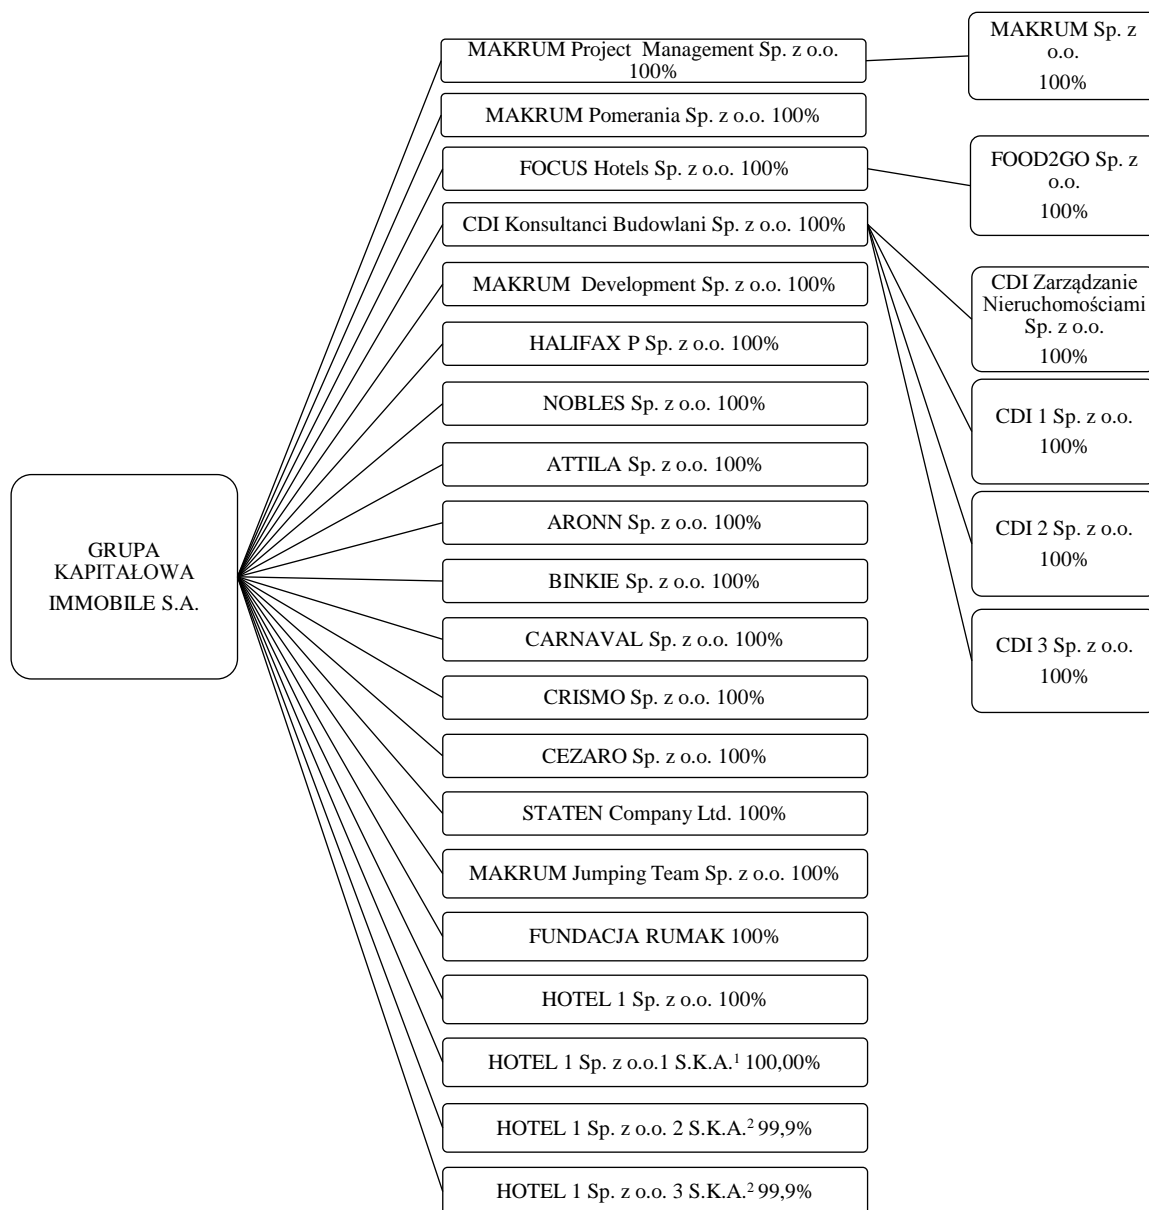 GRUPA
KAPITAŁOWA
IMMOBILE S.A.
MAKRUM Project  Management Sp. z o.o.
100%
MAKRUM Pomerania Sp. z o.o. 100%
FOCUS Hotels Sp. z o.o. 100%
CDI Konsultanci Budowlani Sp. z o.o. 100%
MAKRUM  Development Sp. z o.o. 100%
HALIFAX P Sp. z o.o. 100%
NOBLES Sp. z o.o. 100%
ATTILA Sp. z o.o. 100%
ARONN Sp. z o.o. 100%
BINKIE Sp. z o.o. 100%
CARNAVAL Sp. z o.o. 100%
CRISMO Sp. z o.o. 100%
CEZARO Sp. z o.o. 100%
STATEN Company Ltd. 100%
MAKRUM Jumping Team Sp. z o.o. 100%
FUNDACJA RUMAK 100%
HOTEL 1 Sp. z o.o. 100%
HOTEL 1 Sp. z o.o.1 S.K.A.¹ 100,00%
HOTEL 1 Sp. z o.o. 2 S.K.A.² 99,9%
HOTEL 1 Sp. z o.o. 3 S.K.A.² 99,9%
MAKRUM Sp. z
o.o.
100%
FOOD2GO Sp. z
o.o.
100%
CDI Zarządzanie
Nieruchomościami
Sp. z o.o.
100%
CDI 1 Sp. z o.o.
100%
CDI 2 Sp. z o.o.
100%
CDI 3 Sp. z o.o.
100%